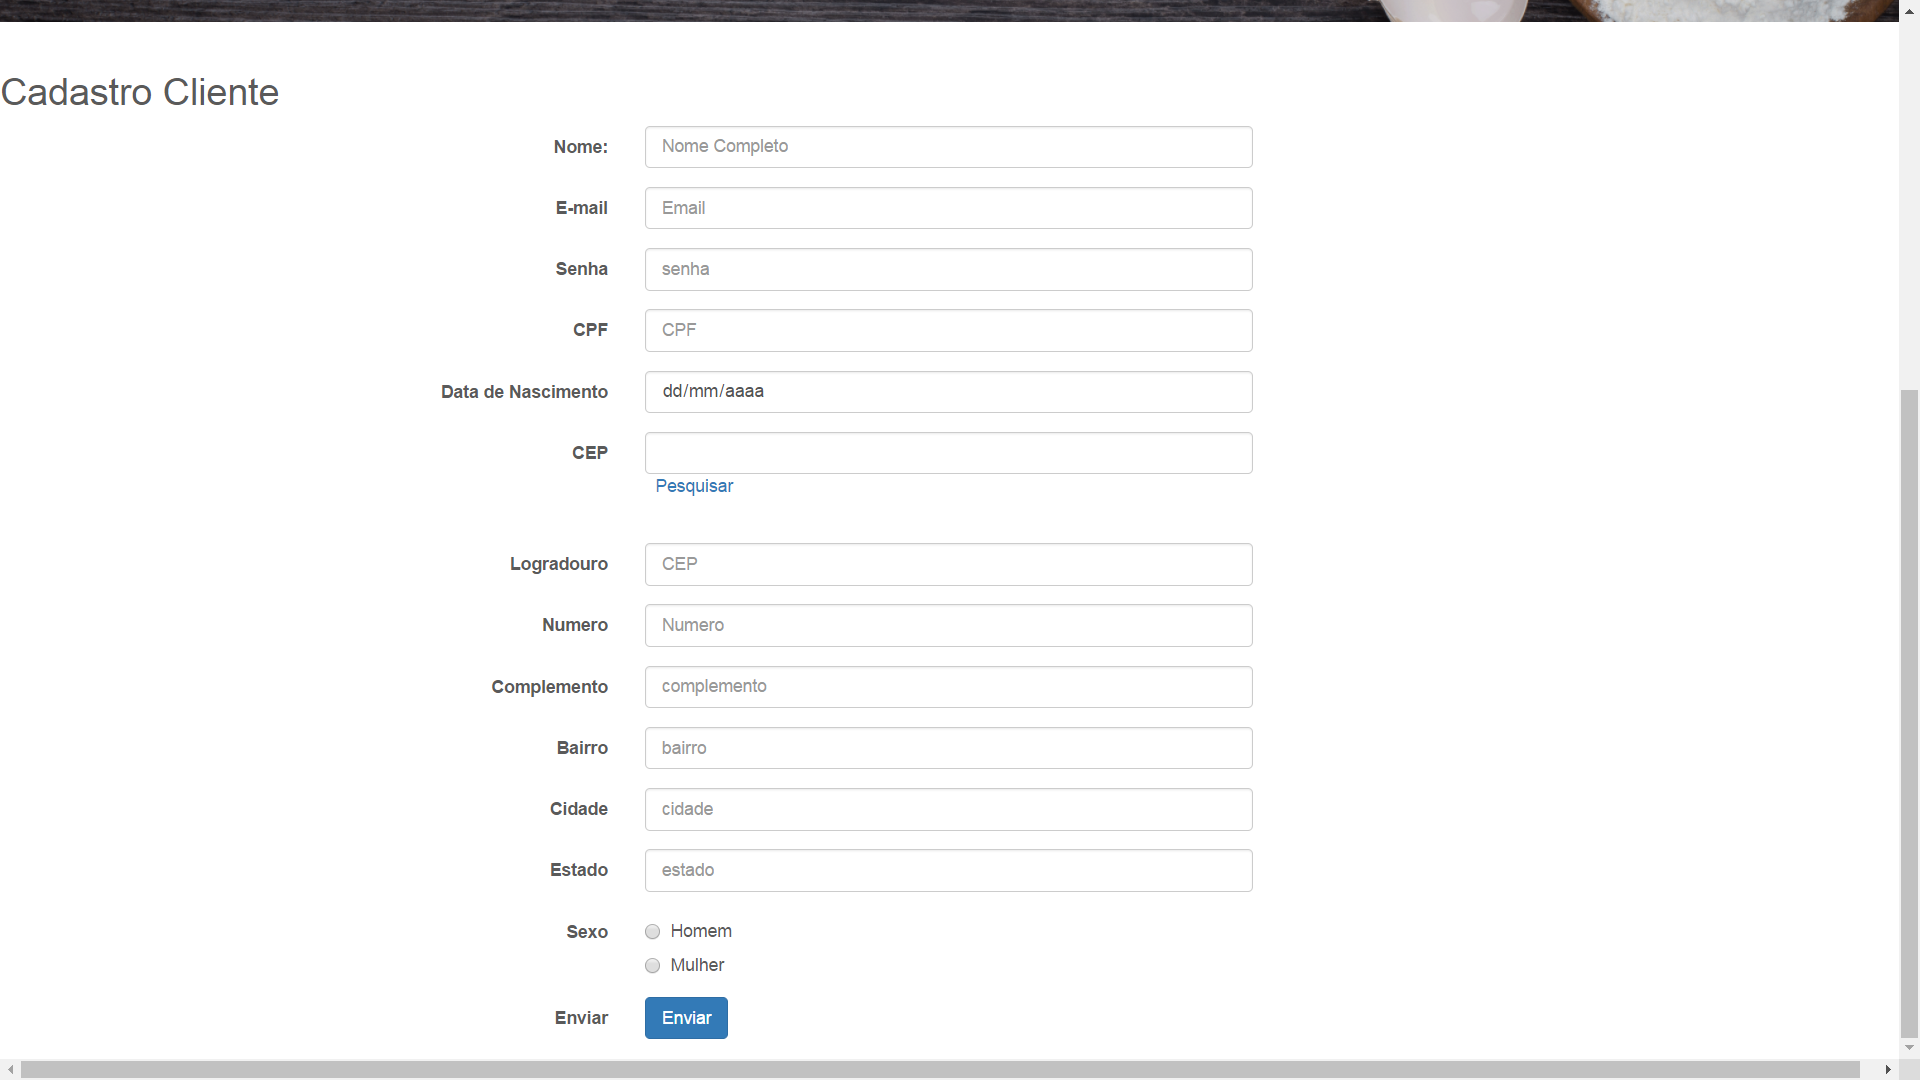 Cadastro Cliente
Nome: Nome Completo
E-mail Email
Senha senha
CPF CPF
Data de Nascimento dd/mm/aaaa
CEP
Pesquisar
Logradouro CEP
Numero Numero
Complemento complemento
Bairro bairro
Cidade cidade
Estado estado
Sexo Homem
Mulher
Enviar Enviar